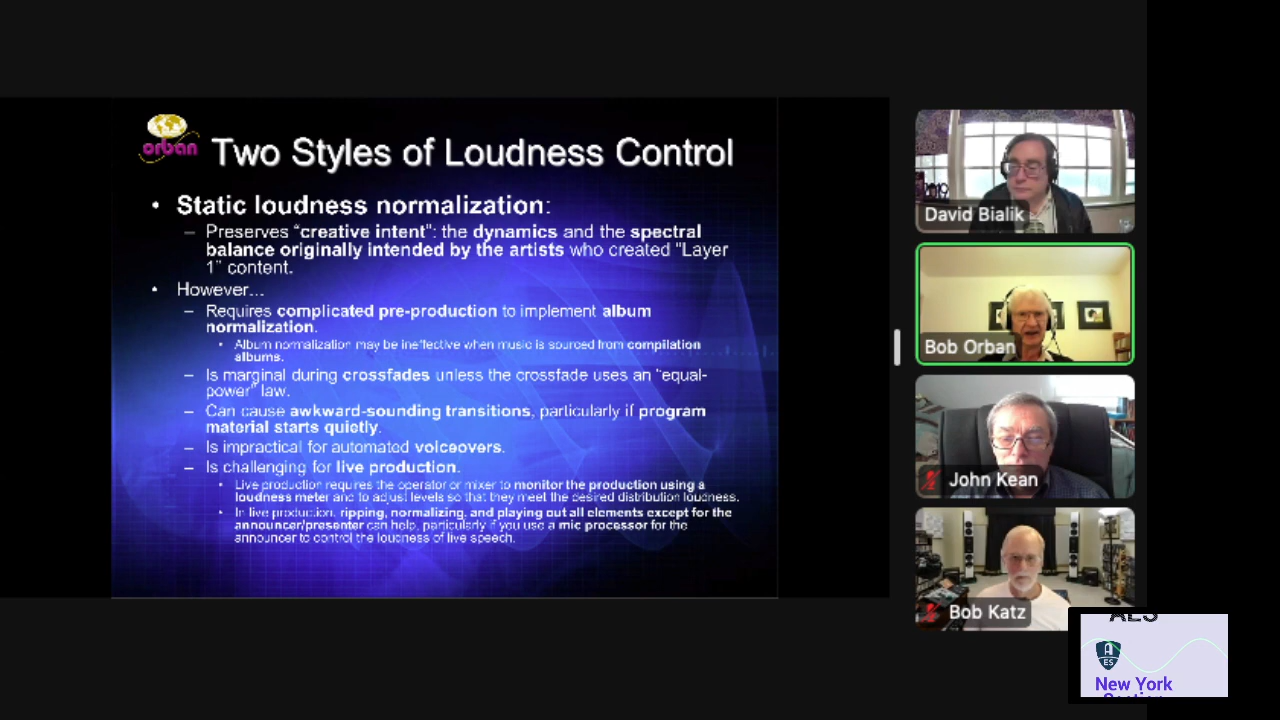 orban
Two Styles of Loudness Control
• Static loudness normalization:
– Preserves “creative intent”: the dynamics and the spectral
balance originally intended by the artists who created “Layer
1” content.
• However...
– Requires complicated pre-production to implement album
normalization.
• Album normalization may be ineffective when music is sourced from compilation
albums.
– Is marginal during crossfades unless the crossfade uses an “equal-
power” law.
– Can cause awkward-sounding transitions, particularly if program
material starts quietly.
– Is impractical for automated voiceovers.
– Is challenging for live production.
• Live production requires the operator or mixer to monitor the production using a
loudness meter and to adjust levels so that they meet the desired distribution loudness.
• In live production, ripping, normalizing, and playing out all elements except for the
announcer/presenter can help, particularly if you use a mic processor for the
announcer to control the loudness of live speech.
David Bialik
Bob Orban
John Kean
Bob Katz
AES
A
ES
New York
Section